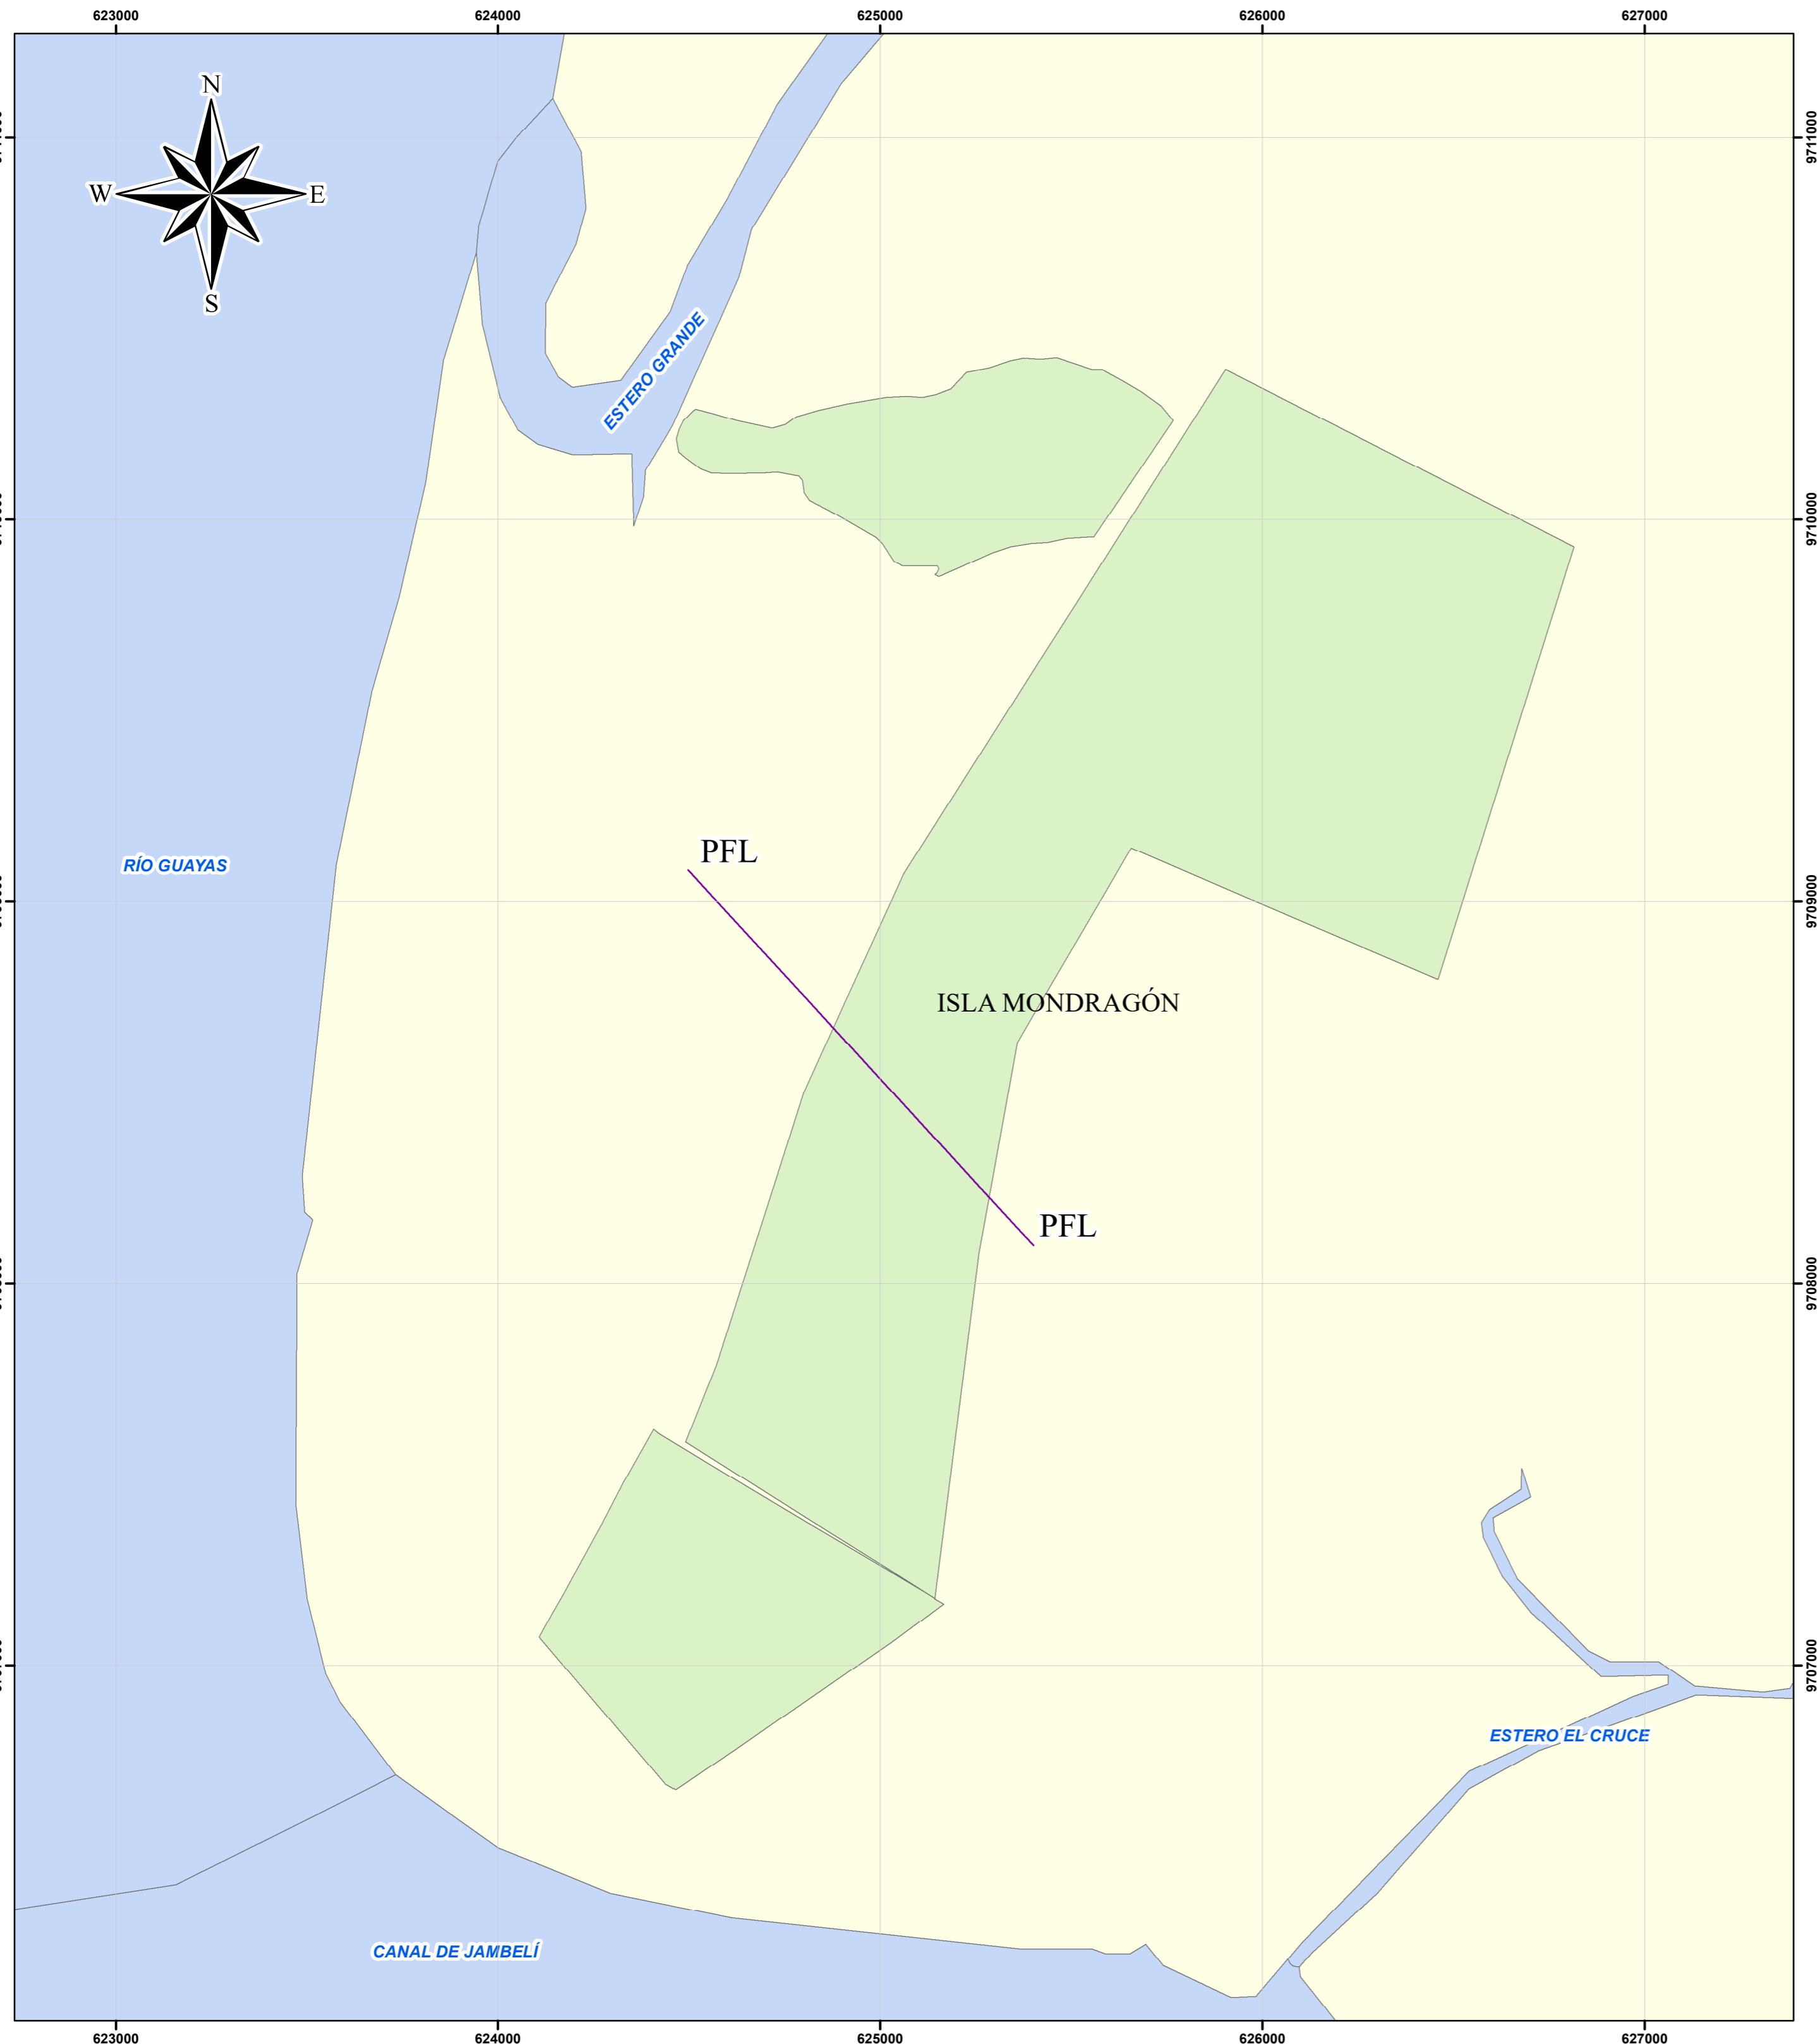 623000 624000 625000 626000 627000
N
W E
S
9711000
ESTERO GRANDE
9710000
RÍO GUAYAS
PFL
9709000
ISLA MONDRAGÓN
PFL
9708000
9707000
ESTERO EL CRUCE
CANAL DE JAMBELÍ
623000 624000 625000 626000 627000